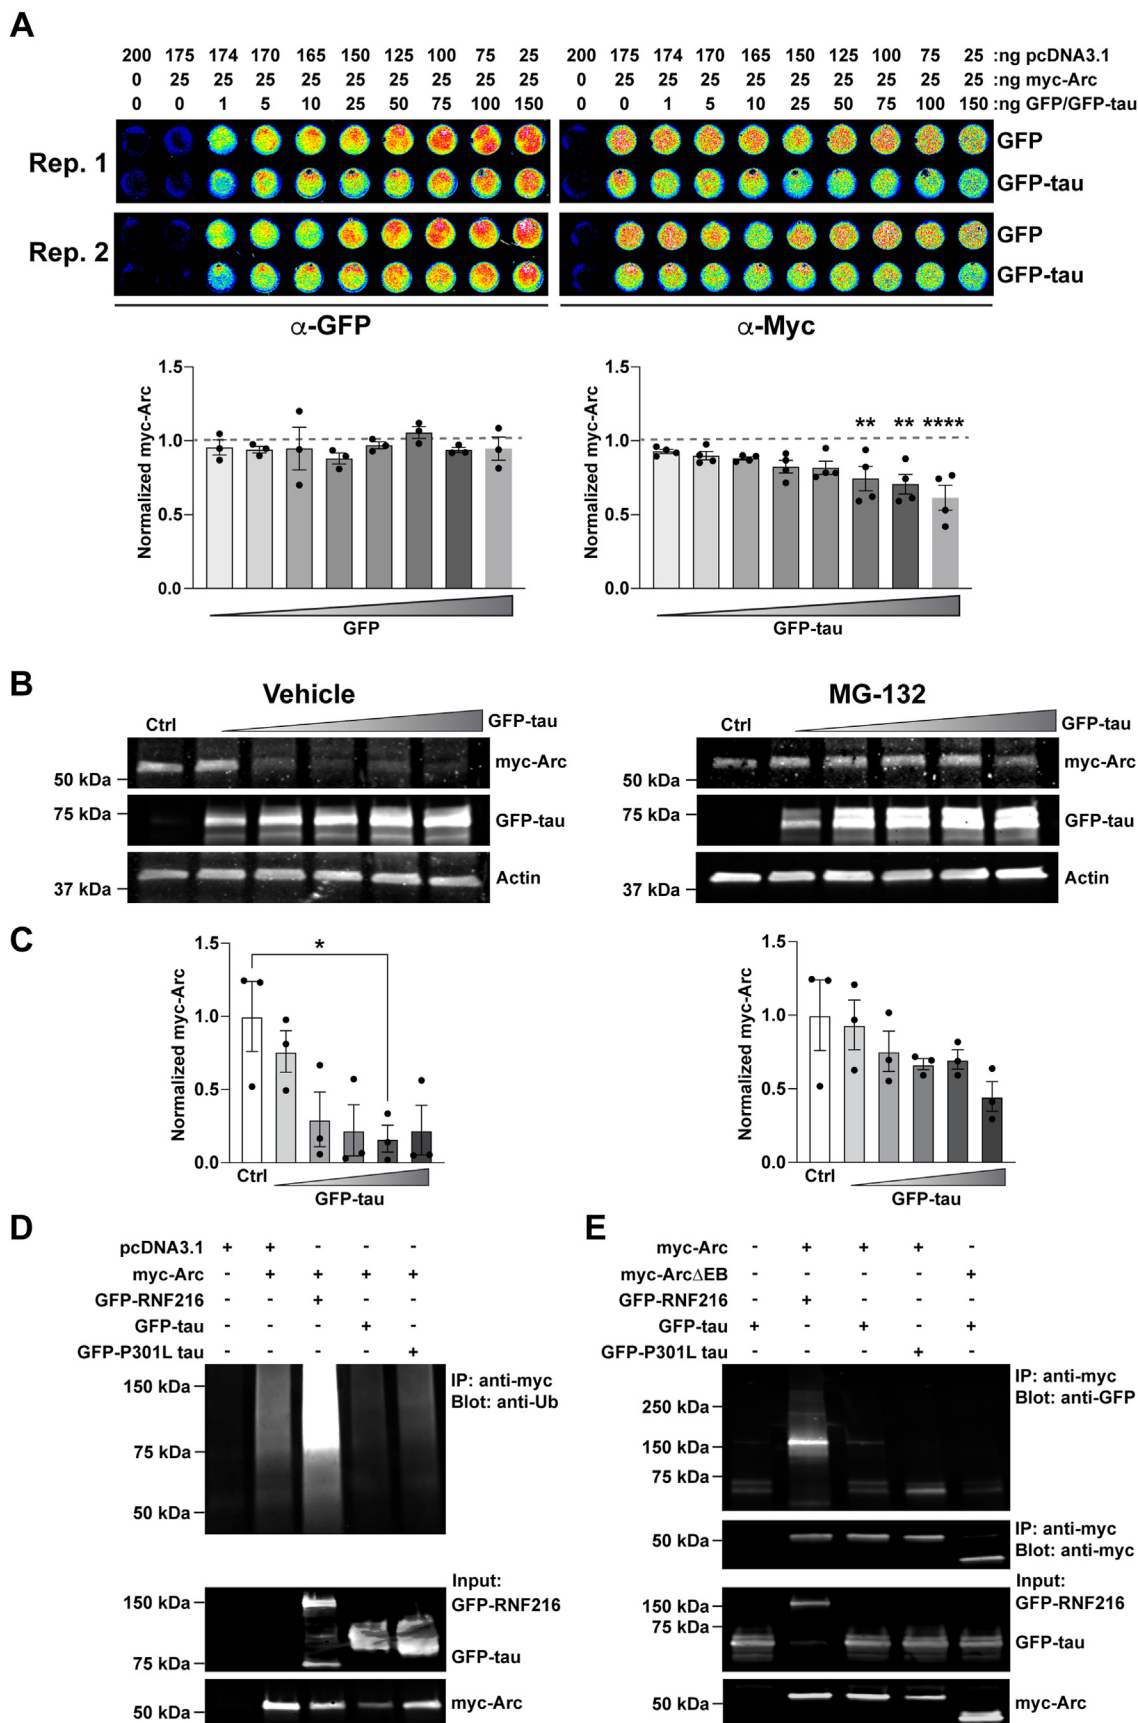 A
200 175 174 170 165 150 125 100 75 25 200 175 174 170 165 150 125 100 75 25 :ng pcDNA3.1
0 25 25 25 25 25 25 25 25 25 0 25 25 25 25 25 25 25 25 25 :ng myc-Arc
0 0 1 5 10 25 50 75 100 150 0 0 1 5 10 25 50 75 100 150 :ng GFP/GFP-tau
Rep. 1
GFP
GFP-tau
Rep. 2
GFP
GFP-tau
α-GFP α-Myc
Normalized myc-Arc
1.5
1.0
0.5
0.0
GFP
Normalized myc-Arc
1.5
1.0
0.5
0.0
** ** ****
GFP-tau
B
Vehicle
Ctrl
GFP-tau
myc-Arc
50 kDa
75 kDa
GFP-tau
37 kDa
Actin
MG-132
Ctrl
GFP-tau
myc-Arc
50 kDa
75 kDa
GFP-tau
37 kDa
Actin
C
Normalized myc-Arc
1.5
1.0
0.5
0.0
*
Ctrl
GFP-tau
Normalized myc-Arc
1.5
1.0
0.5
0.0
Ctrl
GFP-tau
D
pcDNA3.1 + + - - -
myc-Arc - + + + +
GFP-RNF216 - - + - -
GFP-tau - - - + -
GFP-P301L tau - - - - +
150 kDa
75 kDa
50 kDa
IP: anti-myc
Blot: anti-Ub
Input:
150 kDa
GFP-RNF216
75 kDa
GFP-tau
50 kDa
myc-Arc
E
myc-Arc - + + + -
myc-ArcΔEB - - - - +
GFP-RNF216 - + - - -
GFP-tau + - + - +
GFP-P301L tau - - - + -
IP: anti-myc
Blot: anti-GFP
250 kDa
150 kDa
75 kDa
50 kDa
IP: anti-myc
Blot: anti-myc
Input:
150 kDa
GFP-RNF216
75 kDa
GFP-tau
50 kDa
myc-Arc